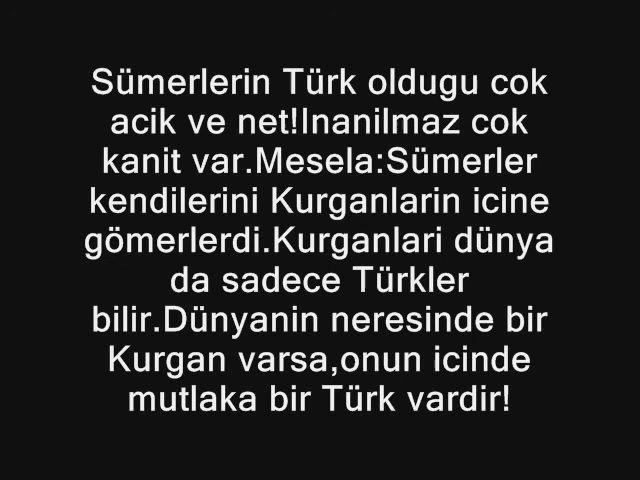 Sümerlerin Türk oldugu cok
acik ve net!Inanilmaz cok
kanit var.Mesela:Sümerler
kendilerini Kurganlarin icine
gömerlerdi.Kurganlari dünya
da sadece Türkler
bilir.Dünyanin neresinde bir
Kurgan varsa,onun icinde
mutlaka bir Türk vardir!